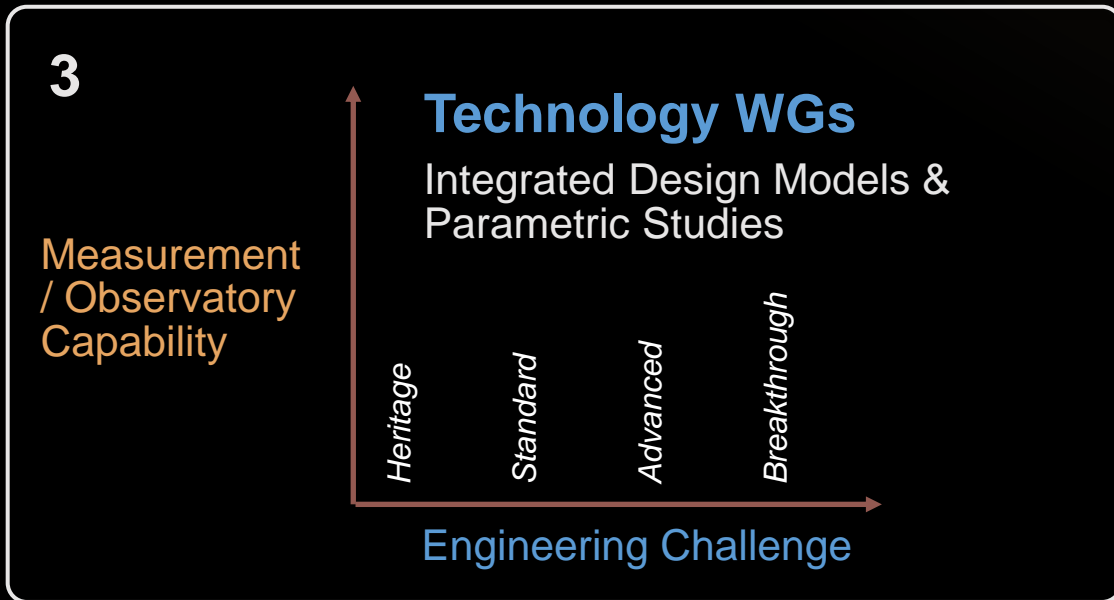 3
Technology WGs
Integrated Design Models &
Parametric Studies
Measurement
/ Observatory
Capability
Heritage
Standard
Advanced
Breakthrough
Engineering Challenge